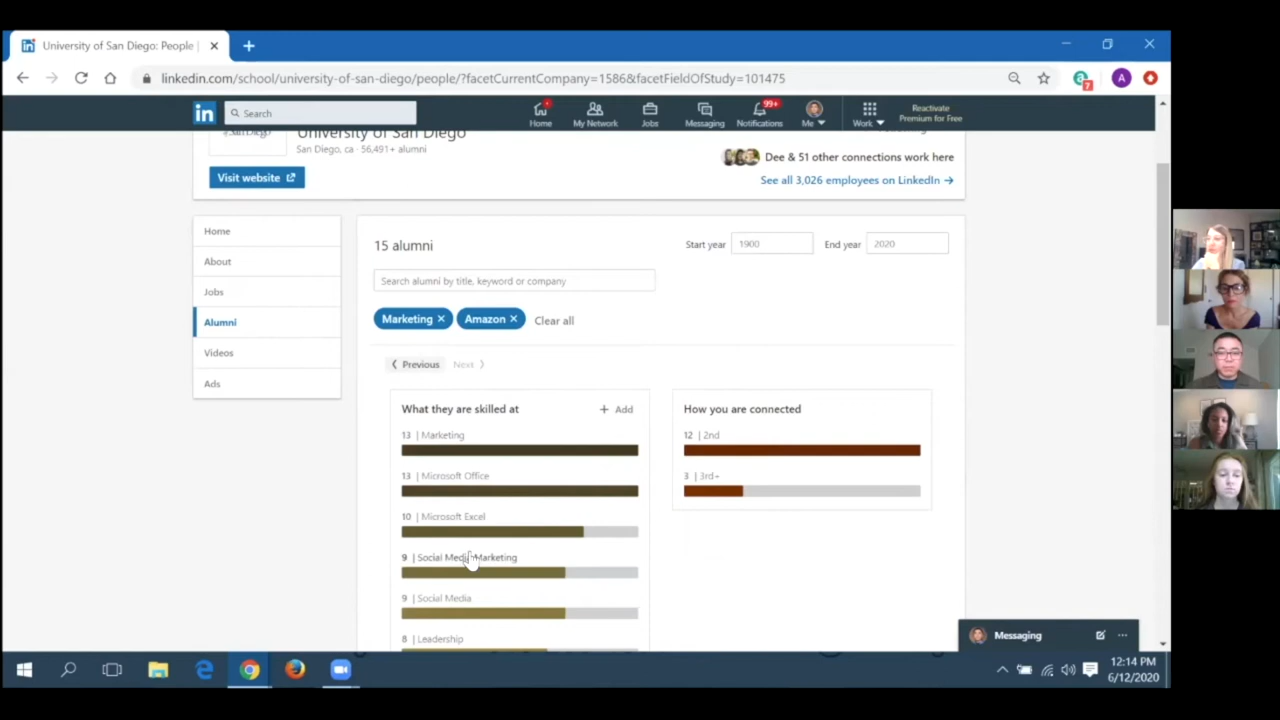 University of San Diego: People |
linkedin.com/school/university-of-san-diego/people/?facetCurrentCompany=1586&facetFieldOfStudy=101475
7
A
in
Search
Home
My Network
Jobs
Messaging
99+
Notifications
Me
Work
Reactivate
Premium for Free
University of San Diego
San Diego, ca · 56,491+ alumni
Dee & 51 other connections work here
Visit website
See all 3,026 employees on LinkedIn →
Home
About
Jobs
Alumni
Videos
Ads
15 alumni
Start year 1900 End year 2020
Search alumni by title, keyword or company
Marketing × Amazon × Clear all
Previous Next
What they are skilled at + Add
13 | Marketing
13 | Microsoft Office
10 | Microsoft Excel
9 | Social Media Marketing
9 | Social Media
8 | Leadership
How you are connected
12 | 2nd
3 | 3rd+
Messaging
12:14 PM
6/12/2020